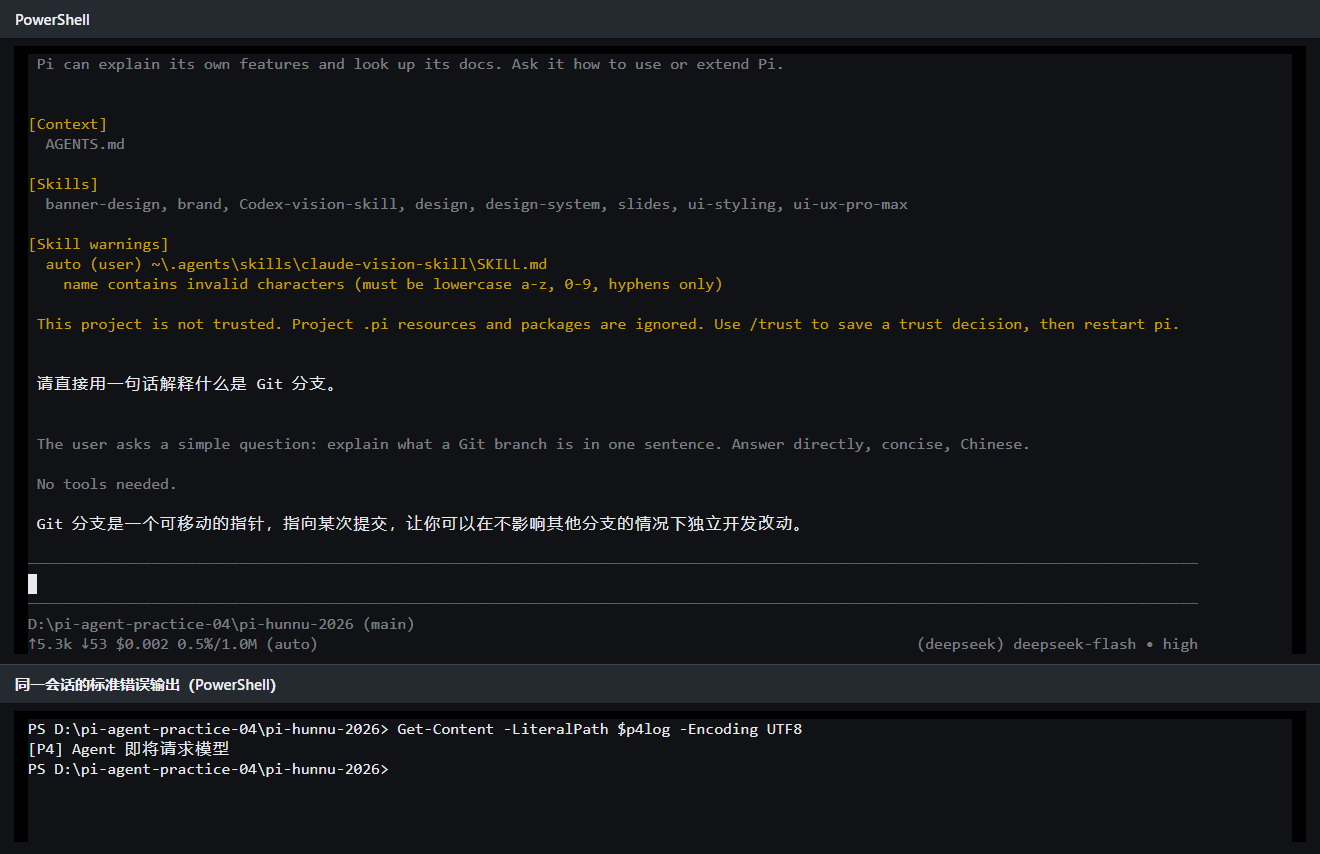 PowerShell
Pi can explain its own features and look up its docs. Ask it how to use or extend Pi.
[Context]
AGENTS.md
[Skills]
banner-design, brand, Codex-vision-skill, design, design-system, slides, ui-styling, ui-ux-pro-max
[Skill warnings]
auto (user) ~\.agents\skills\claude-vision-skill\SKILL.md
name contains invalid characters (must be lowercase a-z, 0-9, hyphens only)
This project is not trusted. Project .pi resources and packages are ignored. Use /trust to save a trust decision, then restart pi.
请直接用一句话解释什么是 Git 分支。
The user asks a simple question: explain what a Git branch is in one sentence. Answer directly, concise, Chinese.
No tools needed.
Git 分支是一个可移动的指针，指向某次提交，让你可以在不影响其他分支的情况下独立开发改动。
D:\pi-agent-practice-04\pi-hunnu-2026 (main)
↑5.3k ↓53 $0.002 0.5%/1.0M (auto) (deepseek) deepseek-flash • high
同一会话的标准错误输出（PowerShell）
PS D:\pi-agent-practice-04\pi-hunnu-2026> Get-Content -LiteralPath $p4log -Encoding UTF8
[P4] Agent 即将请求模型
PS D:\pi-agent-practice-04\pi-hunnu-2026>